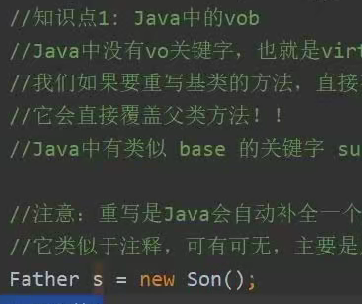 //知识点1: Java中的vob
//Java中没有vo关键字，也就是virt
//我们如果要重写基类的方法，直接
//它会直接覆盖父类方法！！
//Java中有类似 base 的关键字 su
//注意：重写是Java会自动补全一个
//它类似于注释，可有可无，主要是
Father s = new Son();